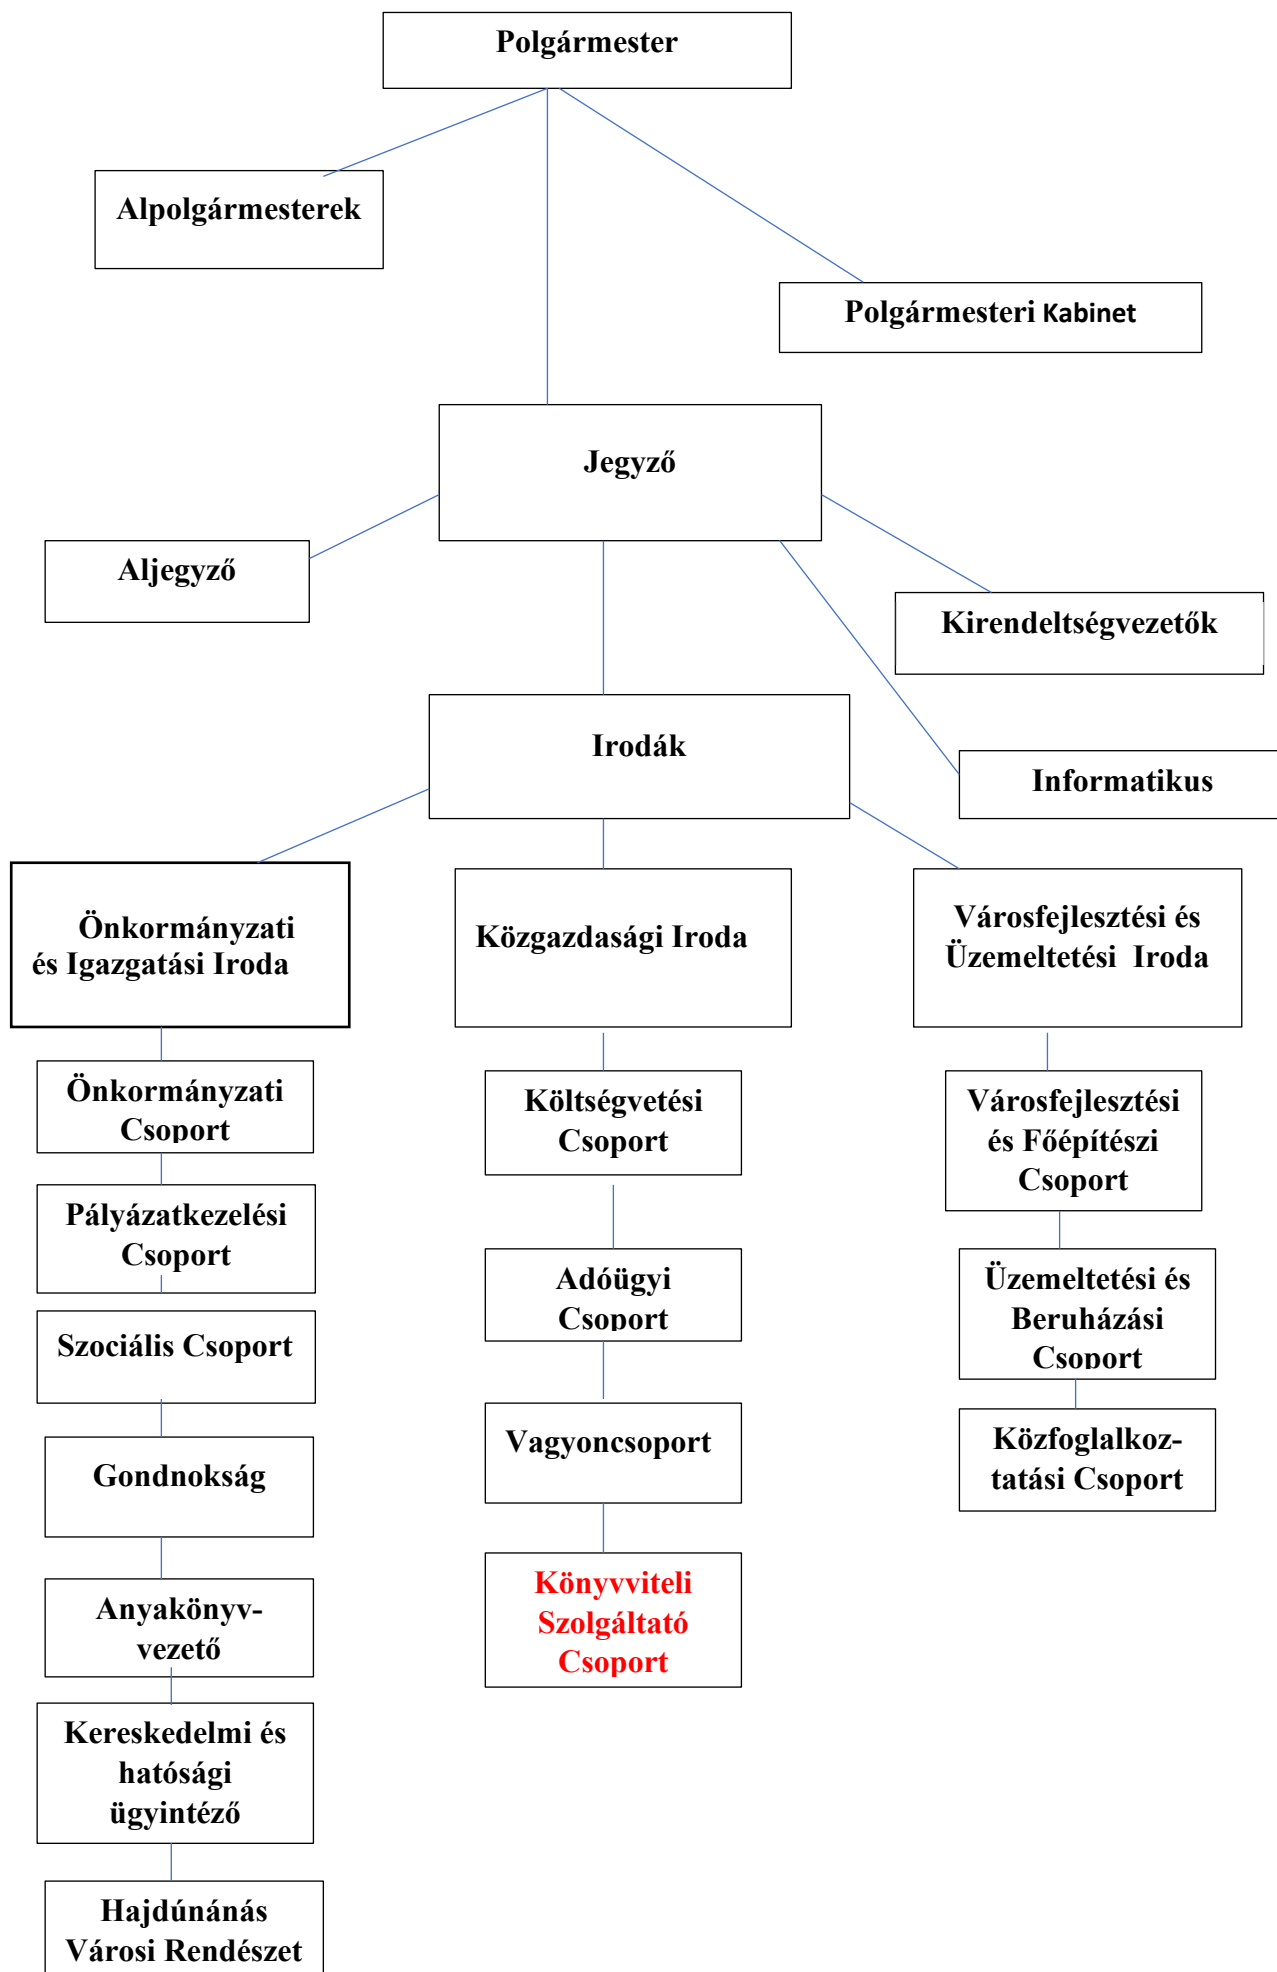 Polgármester
Alpolgármesterek
Polgármesteri Kabinet
Jegyző
Aljegyző
Kirendeltségvezetők
Irodák
Informatikus
Önkormányzati
és Igazgatási Iroda
Közgazdasági Iroda
Városfejlesztési és
Üzemeltetési Iroda
Önkormányzati
Csoport
Pályázatkezelési
Csoport
Szociális Csoport
Gondnokság
Anyakönyv-
vezető
Kereskedelmi és
hatósági
ügyintéző
Hajdúnánás
Városi Rendészet
Költségvetési
Csoport
Adóügyi
Csoport
Vagyoncsoport
Könyvviteli
Szolgáltató
Csoport
Városfejlesztési
és Főépítészi
Csoport
Üzemeltetési és
Beruházási
Csoport
Közfoglalkoz-
tatási Csoport